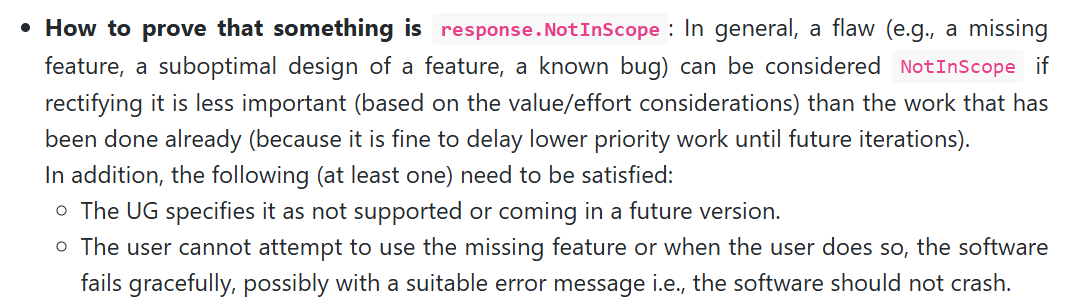 • How to prove that something is response.NotInScope: In general, a flaw (e.g., a missing
feature, a suboptimal design of a feature, a known bug) can be considered NotInScope if
rectifying it is less important (based on the value/effort considerations) than the work that has
been done already (because it is fine to delay lower priority work until future iterations).
In addition, the following (at least one) need to be satisfied:
○ The UG specifies it as not supported or coming in a future version.
○ The user cannot attempt to use the missing feature or when the user does so, the software
fails gracefully, possibly with a suitable error message i.e., the software should not crash.